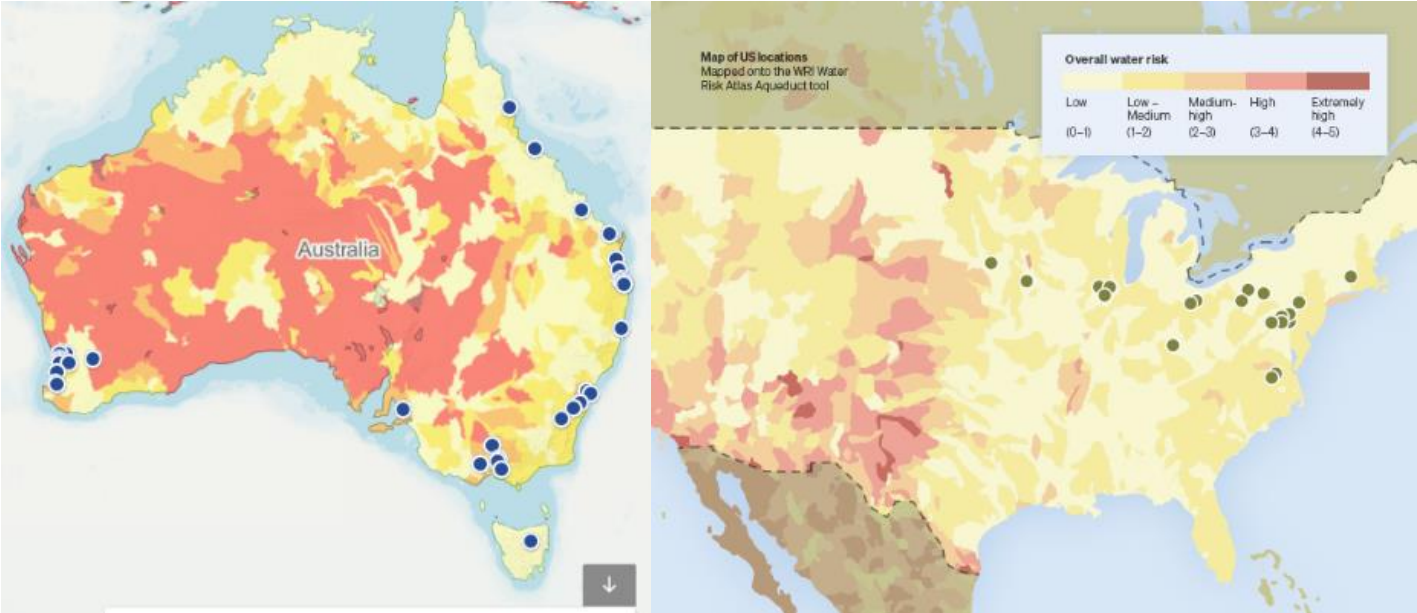 Australia
Map of US locations
Mapped onto the WRI Water
Risk Atlas Aqueduct tool
Overall water risk
Low
(0–1)
Low –
Medium
(1–2)
Medium-
high
(2–3)
High
(3–4)
Extremely
high
(4–5)